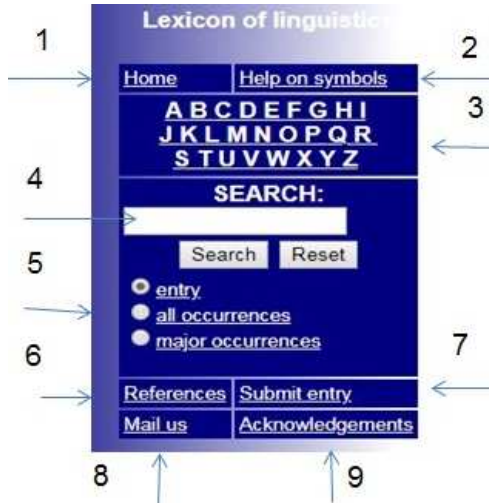 Lexicon of linguistics
1
2
Home Help on symbols
3
A B C D E F G H I
J K L M N O P Q R
S T U V W X Y Z
4
SEARCH:
Search Reset
5
entry
all occurrences
major occurrences
6
7
References Submit entry
Mail us Acknowledgements
8
9